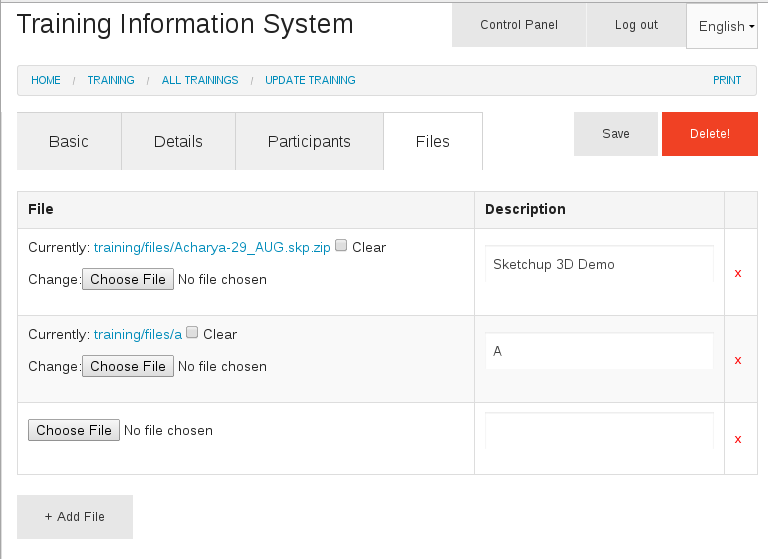 Training Information System
Control Panel
Log out
English
HOME / TRAINING / ALL TRAININGS / UPDATE TRAINING
PRINT
Basic
Details
Participants
Files
Save
Delete!
File
Description
Currently: training/files/Acharya-29_AUG.skp.zip Clear
Change: Choose File No file chosen
Sketchup 3D Demo
x
Currently: training/files/a Clear
Change: Choose File No file chosen
A
x
Choose File No file chosen
x
+ Add File